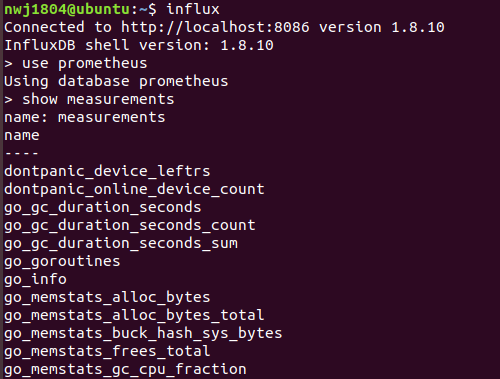 nwj1804@ubuntu:~$ influx
Connected to http://localhost:8086 version 1.8.10
InfluxDB shell version: 1.8.10
> use prometheus
Using database prometheus
> show measurements
name: measurements
name
----
dontpanic_device_leftrs
dontpanic_online_device_count
go_gc_duration_seconds
go_gc_duration_seconds_count
go_gc_duration_seconds_sum
go_goroutines
go_info
go_memstats_alloc_bytes
go_memstats_alloc_bytes_total
go_memstats_buck_hash_sys_bytes
go_memstats_frees_total
go_memstats_gc_cpu_fraction